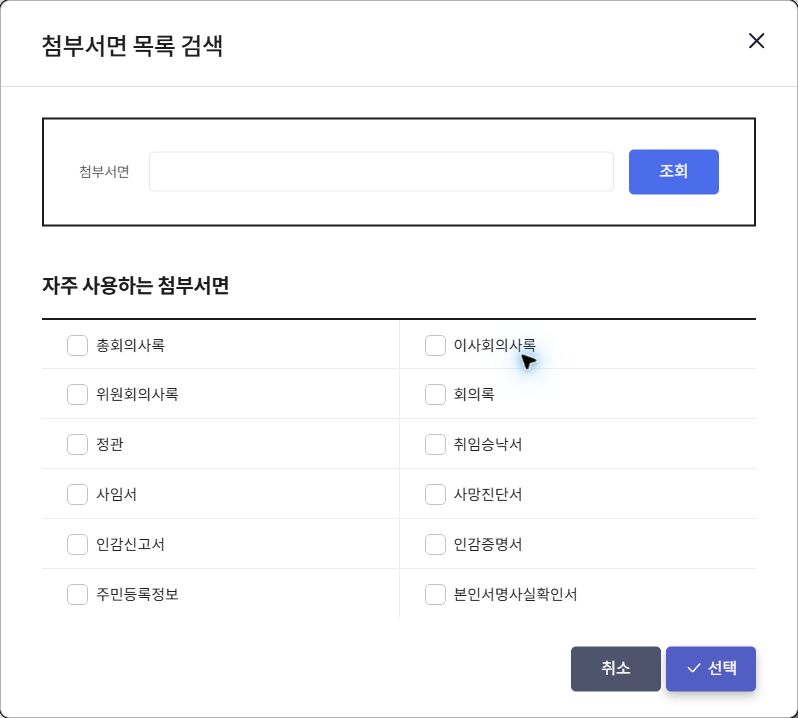 첨부서면 목록 검색
첨부서면
조회
자주 사용하는 첨부서면
총회의사록
이사회의사록
위원회의사록
회의록
정관
취임승낙서
사임서
사망진단서
인감신고서
인감증명서
주민등록정보
본인서명사실확인서
취소
선택